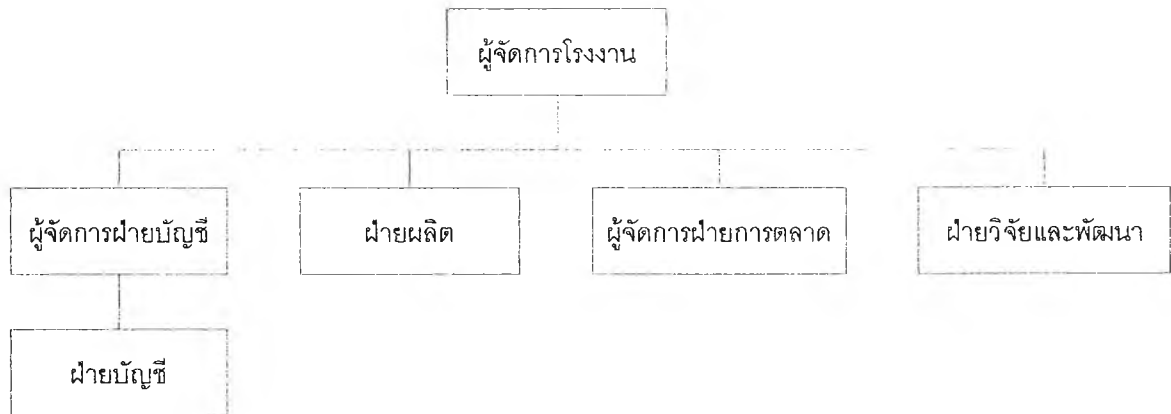 ผู้จัดการโรงงาน
ผู้จัดการฝ่ายบัญชี
ฝ่ายผลิต
ผู้จัดการฝ่ายการตลาด
ฝ่ายวิจัยและพัฒนา
ฝ่ายบัญชี